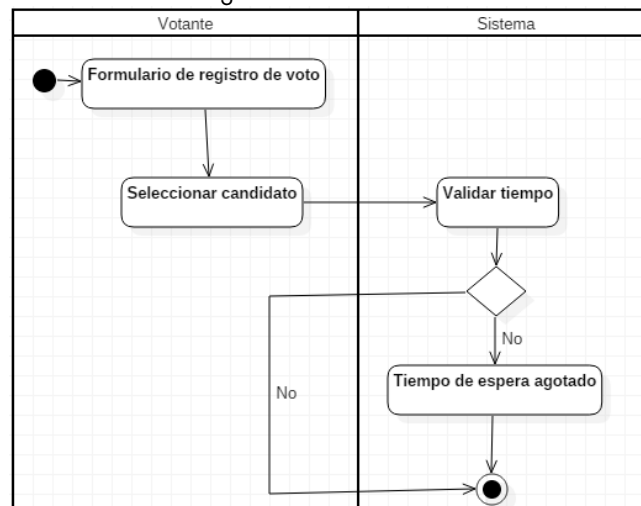 Votante
Sistema
Formulario de registro de voto
Seleccionar candidato
Validar tiempo
No
Tiempo de espera agotado
No